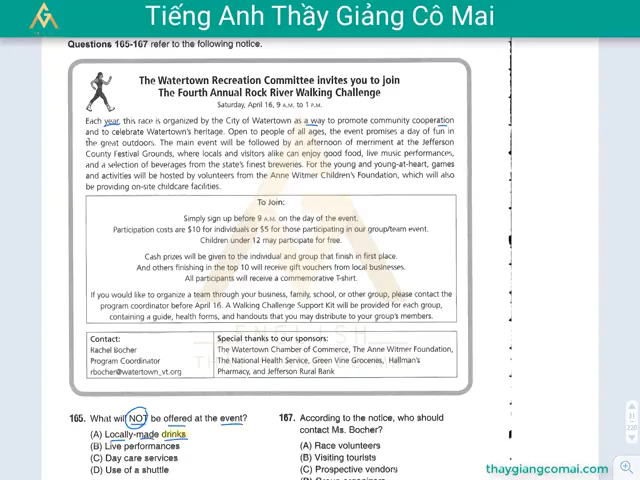 Tiếng Anh Thầy Giảng Cô Mai
Questions 165-167 refer to the following notice.
The Watertown Recreation Committee invites you to join
The Fourth Annual Rock River Walking Challenge
Saturday, April 16, 9 A.M. to 1 P.M.
Each year, this race is organized by the City of Watertown as a way to promote community cooperation
and to celebrate Watertown's heritage. Open to people of all ages, the event promises a day of fun in
the great outdoors. The main event will be followed by an afternoon of merriment at the Jefferson
County Festival Grounds, where locals and visitors alike can enjoy good food, live music performances,
and a selection of beverages from the state's finest breweries. For the young and young-at-heart, games
and activities will be hosted by volunteers from the Anne Witmer Children's Foundation, which will also
be providing on-site childcare facilities.
To Join:
Simply sign up before 9 A.M. on the day of the event.
Participation costs are $10 for individuals or $5 for those participating in our group/team event.
Children under 12 may participate for free.
Cash prizes will be given to the individual and group that finish in first place.
And others finishing in the top 10 will receive gift vouchers from local businesses.
All participants will receive a commemorative T-shirt.
If you would like to organize a team through your business, family, school, or other group, please contact the
program coordinator before April 16. A Walking Challenge Support Kit will be provided for each group,
containing a guide, health forms, and handouts that you may distribute to your group's members.
Contact:
Rachel Bocher
Program Coordinator
rbocher@watertown_vt.org
Special thanks to our sponsors:
The Watertown Chamber of Commerce, The Anne Witmer Foundation,
The National Health Service, Green Vine Groceries, Hallman's
Pharmacy, and Jefferson Rural Bank
ENGLISH
165. What will NOT be offered at the event?
(A) Locally-made drinks
(B) Live performances
(C) Day care services
(D) Use of a shuttle
167. According to the notice, who should
contact Ms. Bocher?
(A) Race volunteers
(B) Visiting tourists
(C) Prospective vendors
31
220
thaygiangcomai.com